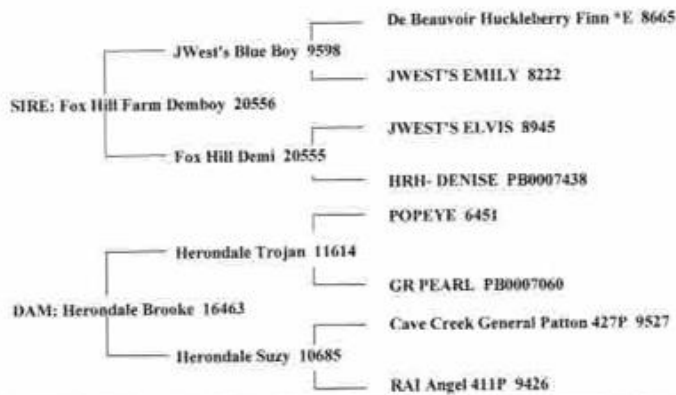 De Beauvoir Huckleberry Finn *E 8665
JWest's Blue Boy 9598
JWEST'S EMILY 8222
SIRE: Fox Hill Farm Demboy 20556
JWEST'S ELVIS 8945
Fox Hill Demi 20555
HRH- DENISE PB0007438
POPEYE 6451
Herondale Trojan 11614
GR PEARL PB0007060
DAM: Herondale Brooke 16463
Cave Creek General Patton 427P 9527
Herondale Suzy 10685
RAI Angel 411P 9426